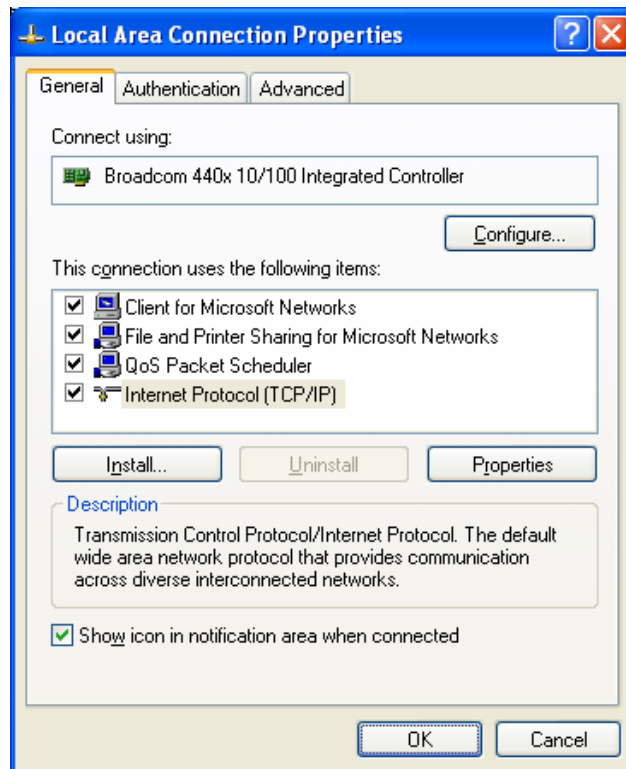 Local Area Connection Properties
General Authentication Advanced
Connect using:
Broadcom 440x 10/100 Integrated Controller
Configure...
This connection uses the following items:
Client for Microsoft Networks
File and Printer Sharing for Microsoft Networks
QoS Packet Scheduler
Internet Protocol (TCP/IP)
Install... Uninstall Properties
Description
Transmission Control Protocol/Internet Protocol. The default
wide area network protocol that provides communication
across diverse interconnected networks.
Show icon in notification area when connected
OK Cancel